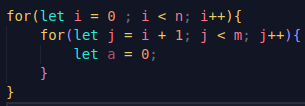 for(let i = 0 ; i < n; i++){
    for(let j = i + 1; j < m; j++){
        let a = 0;
    }
}